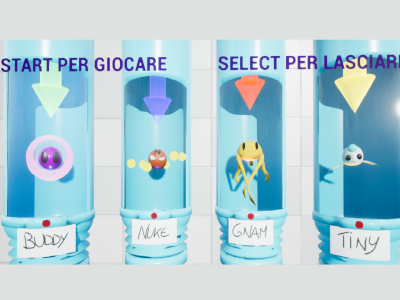 START PER GIOCARE
SELECT PER LASCIARE
BUDDY
NUKE
GNAM
TINY